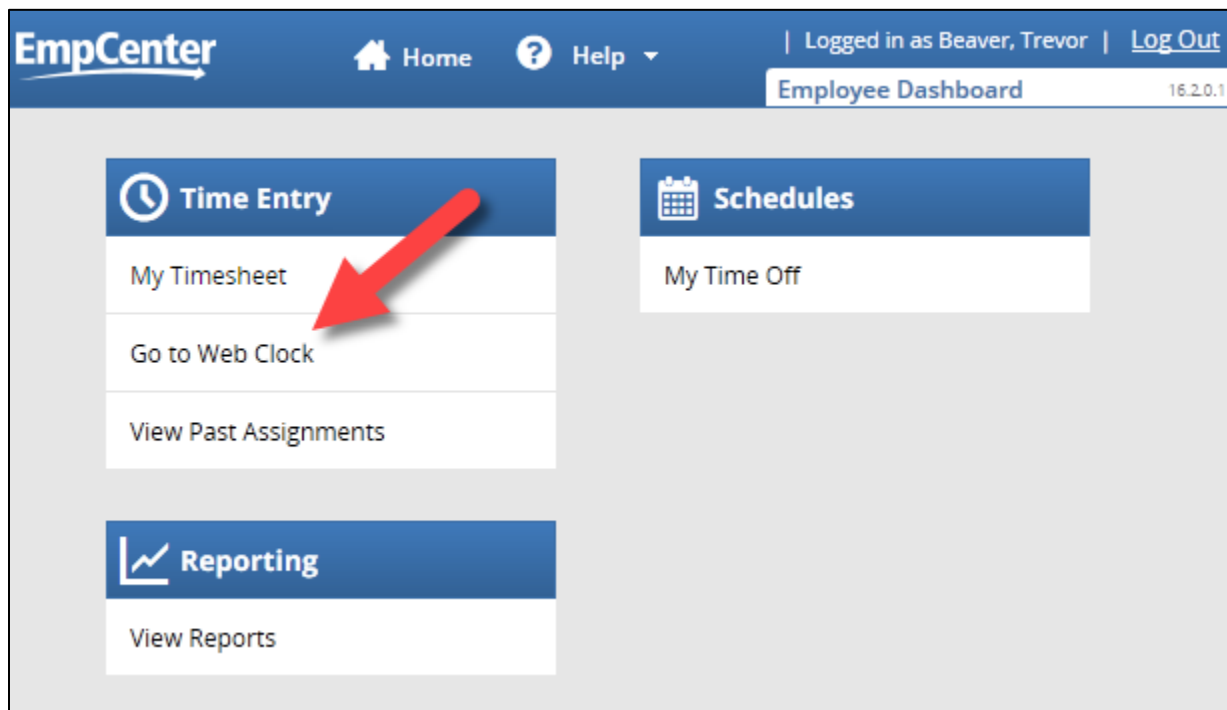 EmpCenter
Home
? Help
| Logged in as Beaver, Trevor | Log Out
Employee Dashboard
16.2.0.1
Time Entry
My Timesheet
Go to Web Clock
View Past Assignments
Schedules
My Time Off
Reporting
View Reports